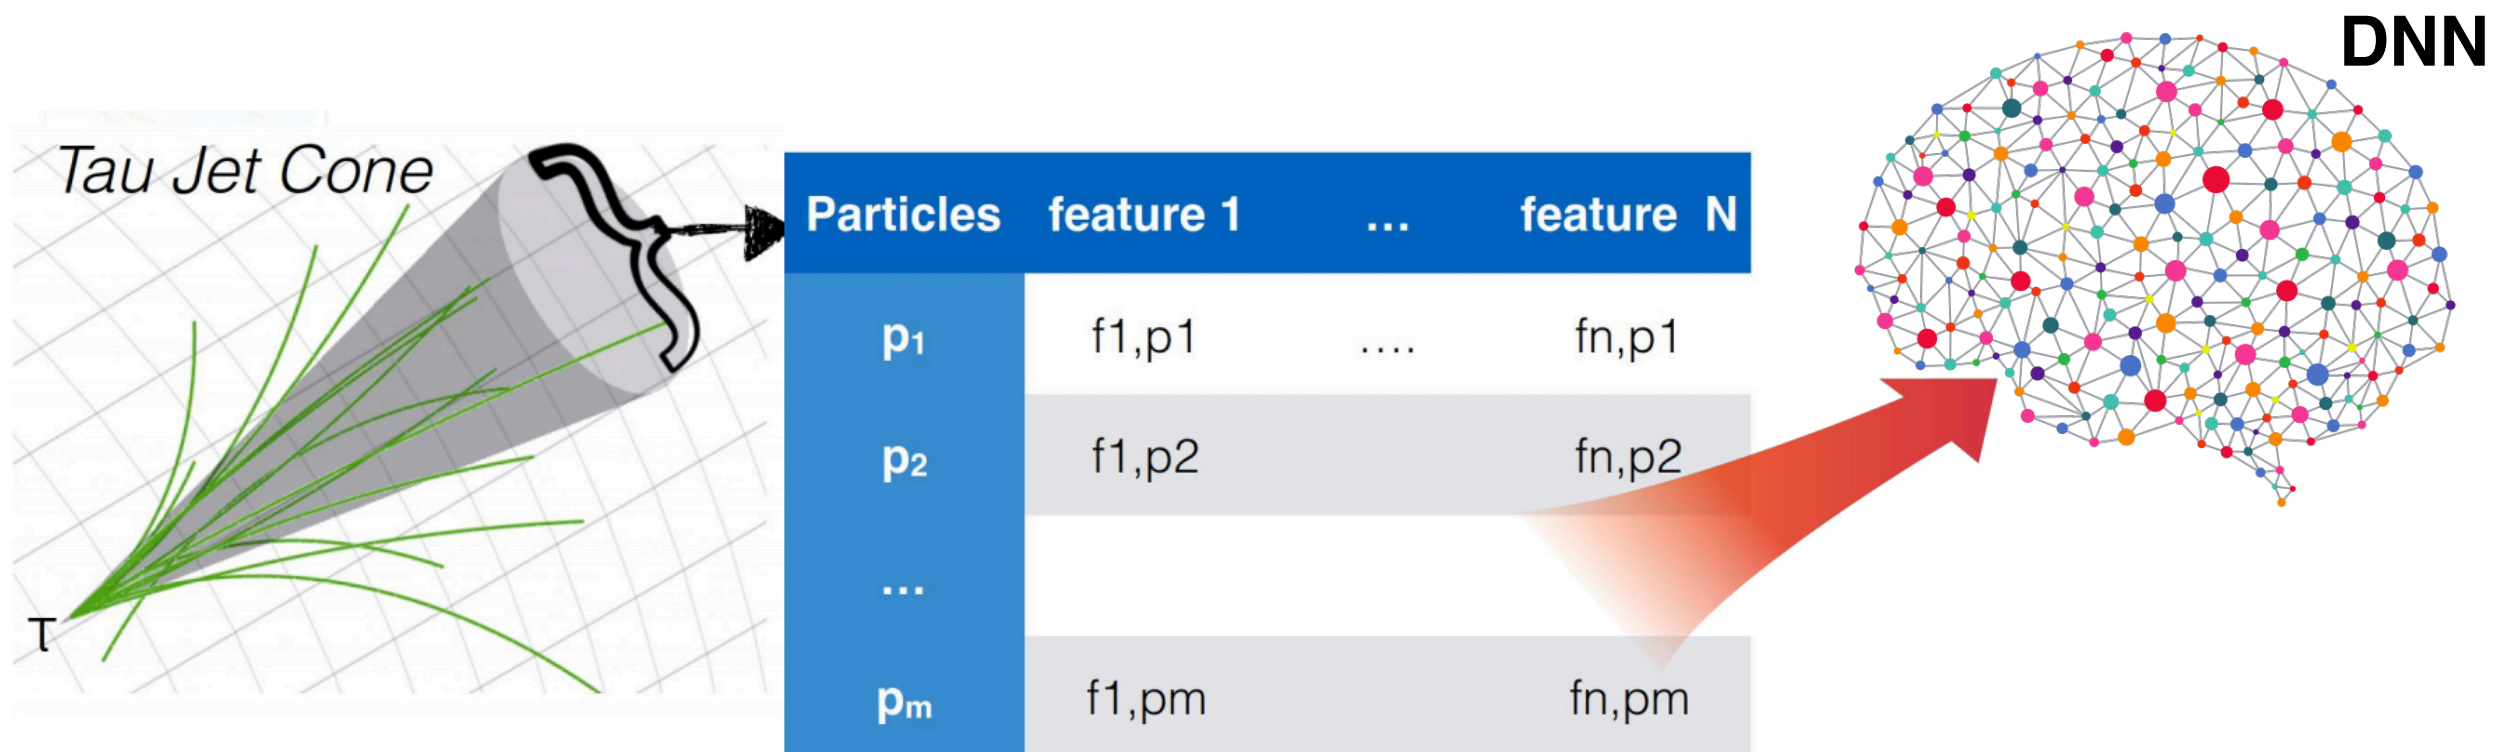 DNN
Tau Jet Cone
Particles feature 1 ... feature N
p1 f1,p1 .... fn,p1
p2 f1,p2 fn,p2
...
pm f1,pm fn,pm
τ